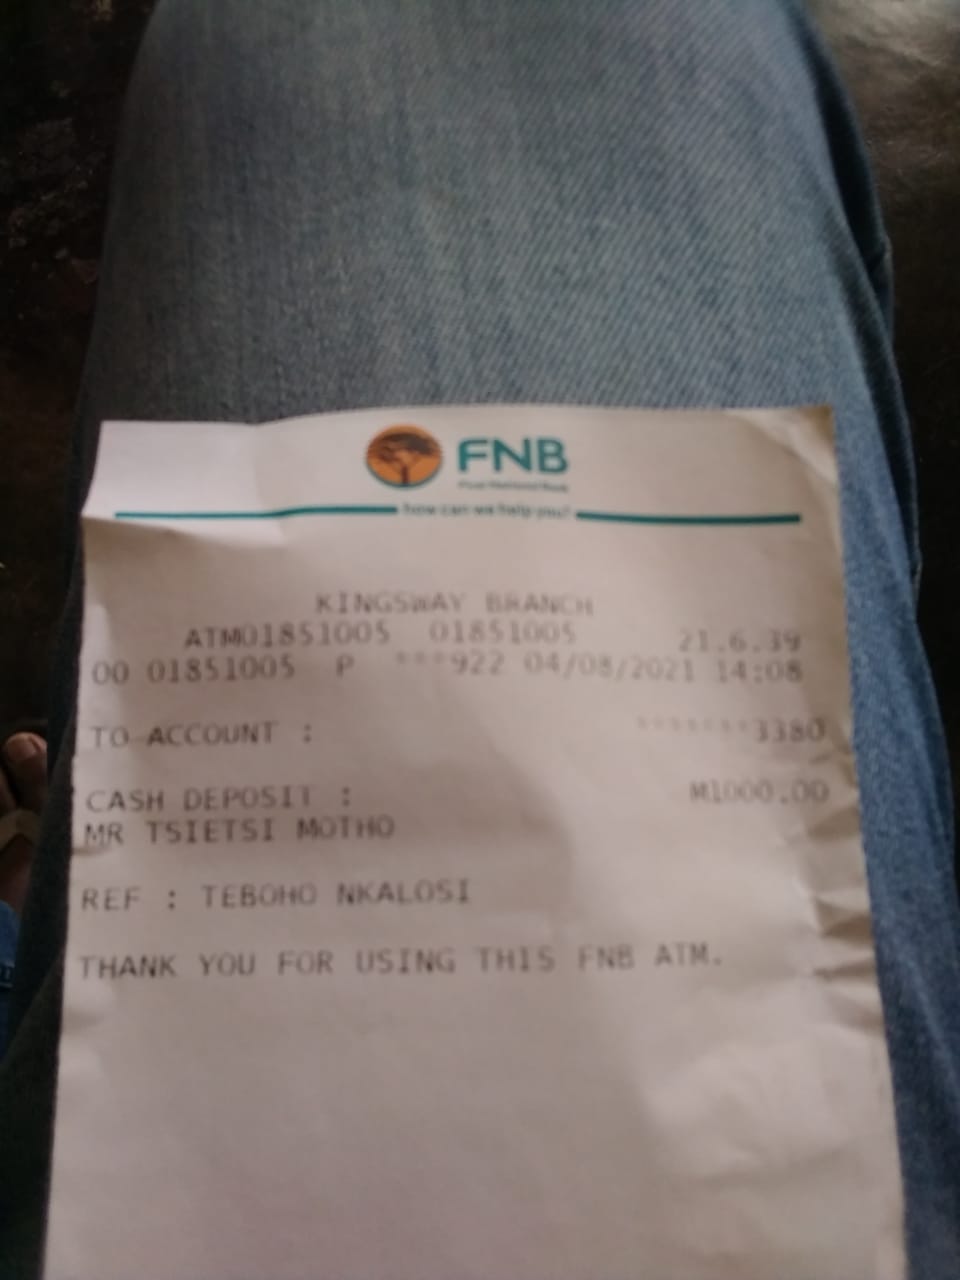 FNB
First National Bank
how can we help you?
KINGSWAY BRANCH
ATM01851005 01851005 21.6.39
00 01851005 P ***922 04/08/2021 14:08
TO ACCOUNT : *******3380
CASH DEPOSIT : M1000.00
MR TSIETSI MOTHO
REF : TEBOHO NKALOSI
THANK YOU FOR USING THIS FNB ATM.